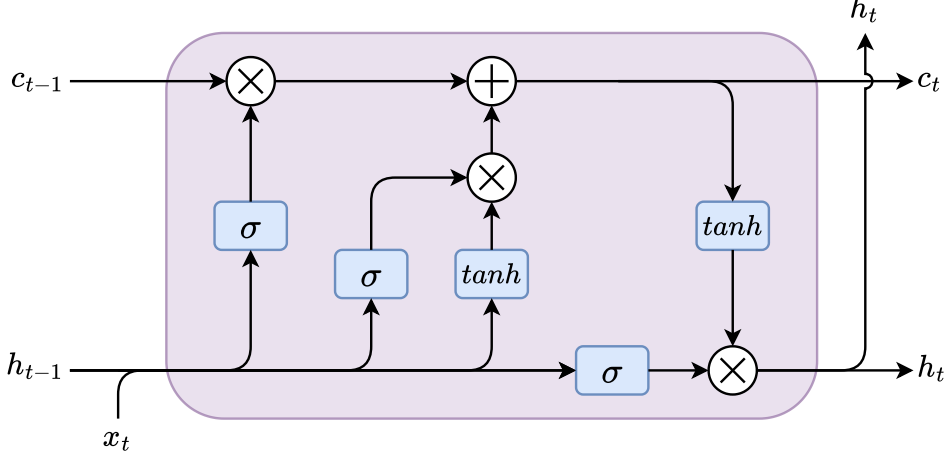 h_t
c_{t-1} × + c_t
×
σ tanh
σ tanh
h_{t-1} σ × h_t
x_t